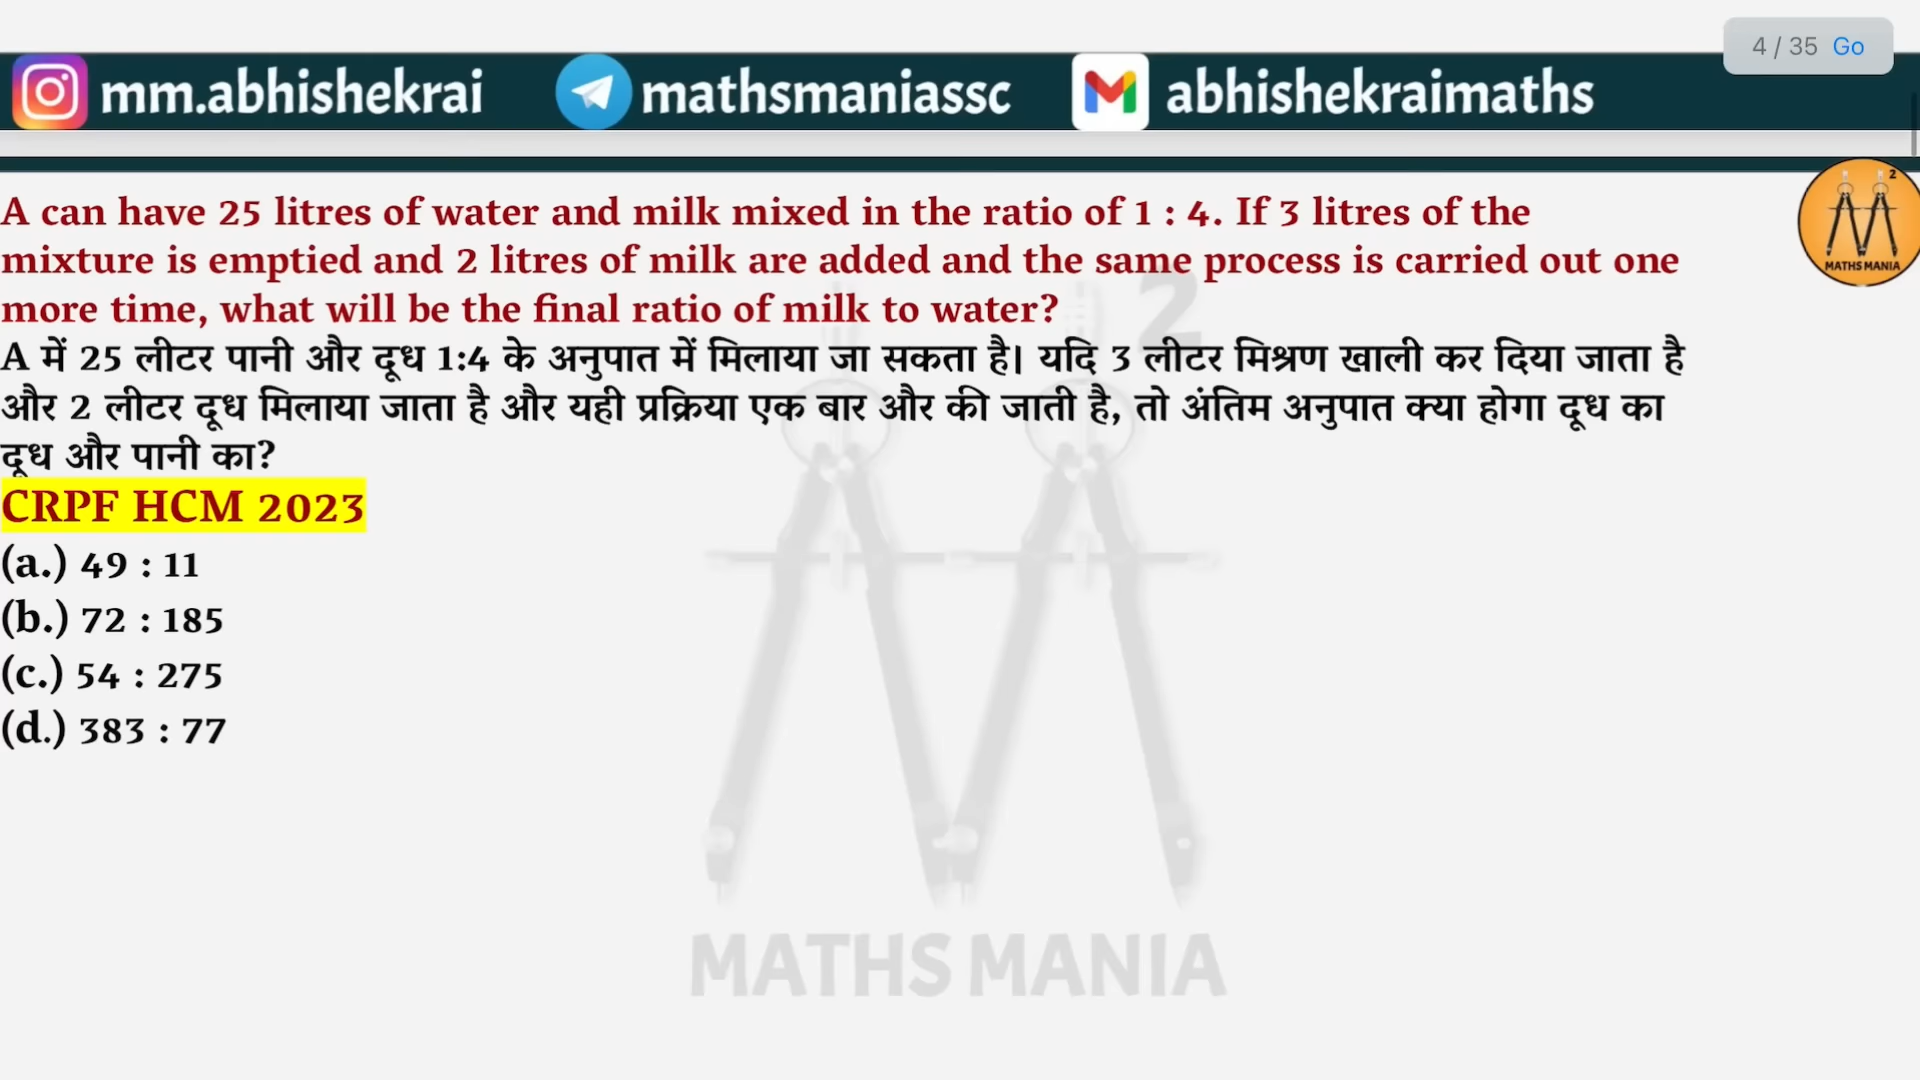 4 / 35 Go
mm.abhishekrai mathsmaniassc abhishekraimaths
A can have 25 litres of water and milk mixed in the ratio of 1 : 4. If 3 litres of the
mixture is emptied and 2 litres of milk are added and the same process is carried out one
more time, what will be the final ratio of milk to water?
A में 25 लीटर पानी और दूध 1:4 के अनुपात में मिलाया जा सकता है। यदि 3 लीटर मिश्रण खाली कर दिया जाता है
और 2 लीटर दूध मिलाया जाता है और यही प्रक्रिया एक बार और की जाती है, तो अंतिम अनुपात क्या होगा दूध का
दूध और पानी का?
CRPF HCM 2023
(a.) 49 : 11
(b.) 72 : 185
(c.) 54 : 275
(d.) 383 : 77
2
MATHS MANIA
2
MATHS MANIA